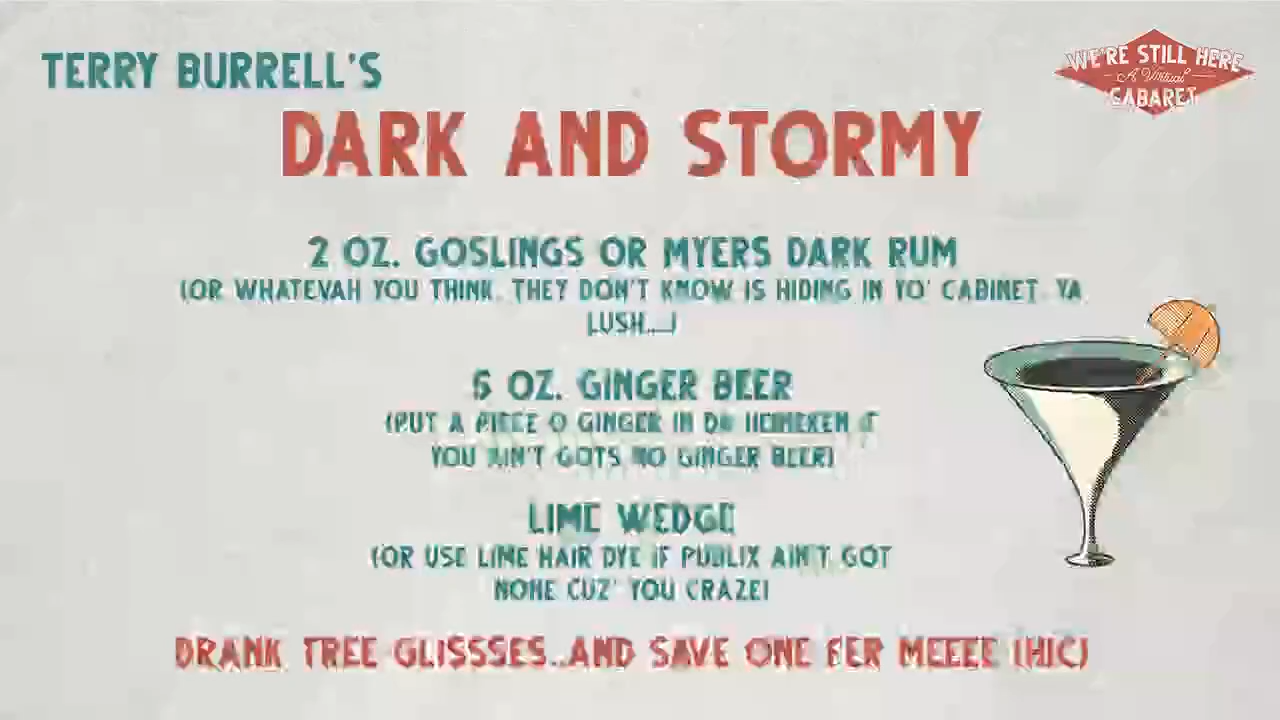 TERRY BURRELL'S
WE'RE STILL HERE
A Virtual
CABARET
DARK AND STORMY
2 OZ. GOSLINGS OR MYERS DARK RUM
(OR WHATEVAH YOU THINK THEY DON'T KNOW IS HIDING IN YO' CABINET, YA
LUSH....)
6 OZ. GINGER BEER
(PUT A PIECE O GINGER IN DA HEINEKEN IF
YOU AIN'T GOTS NO GINGER BEER)
LIME WEDGE
(OR USE LIME HAIR DYE IF PUBLIX AIN'T GOT
NONE CUZ' YOU CRAZE)
DRANK TREE GLISSSES..AND SAVE ONE FER MEEEE (HIC)